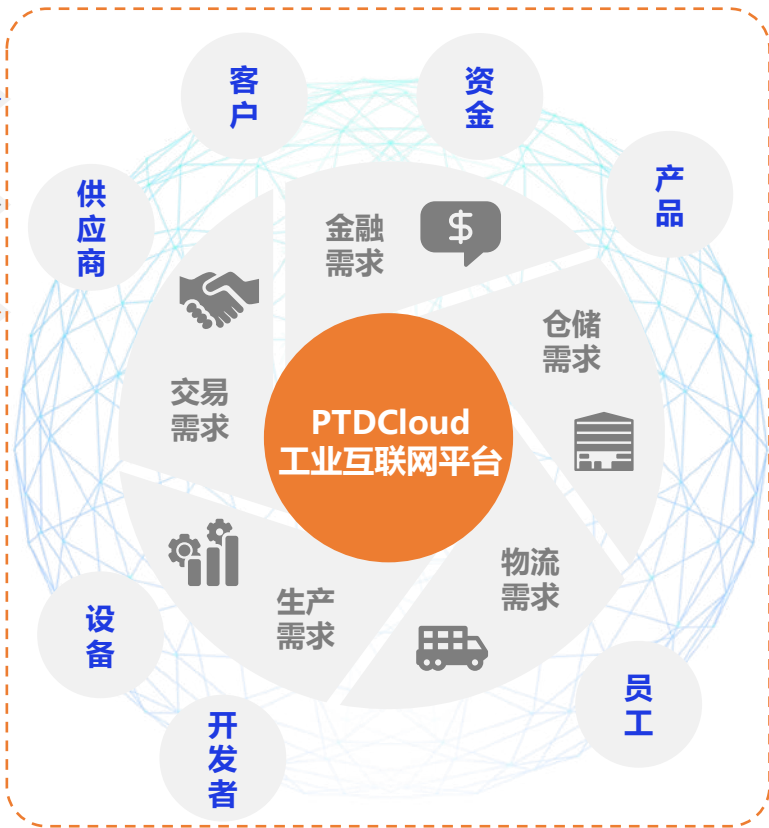 客
户
资
金
产
品
供
应
商
金融
需求
仓储
需求
交易
需求
PTDCloud
工业互联网平台
物流
需求
生产
需求
设
备
员
工
开
发
者